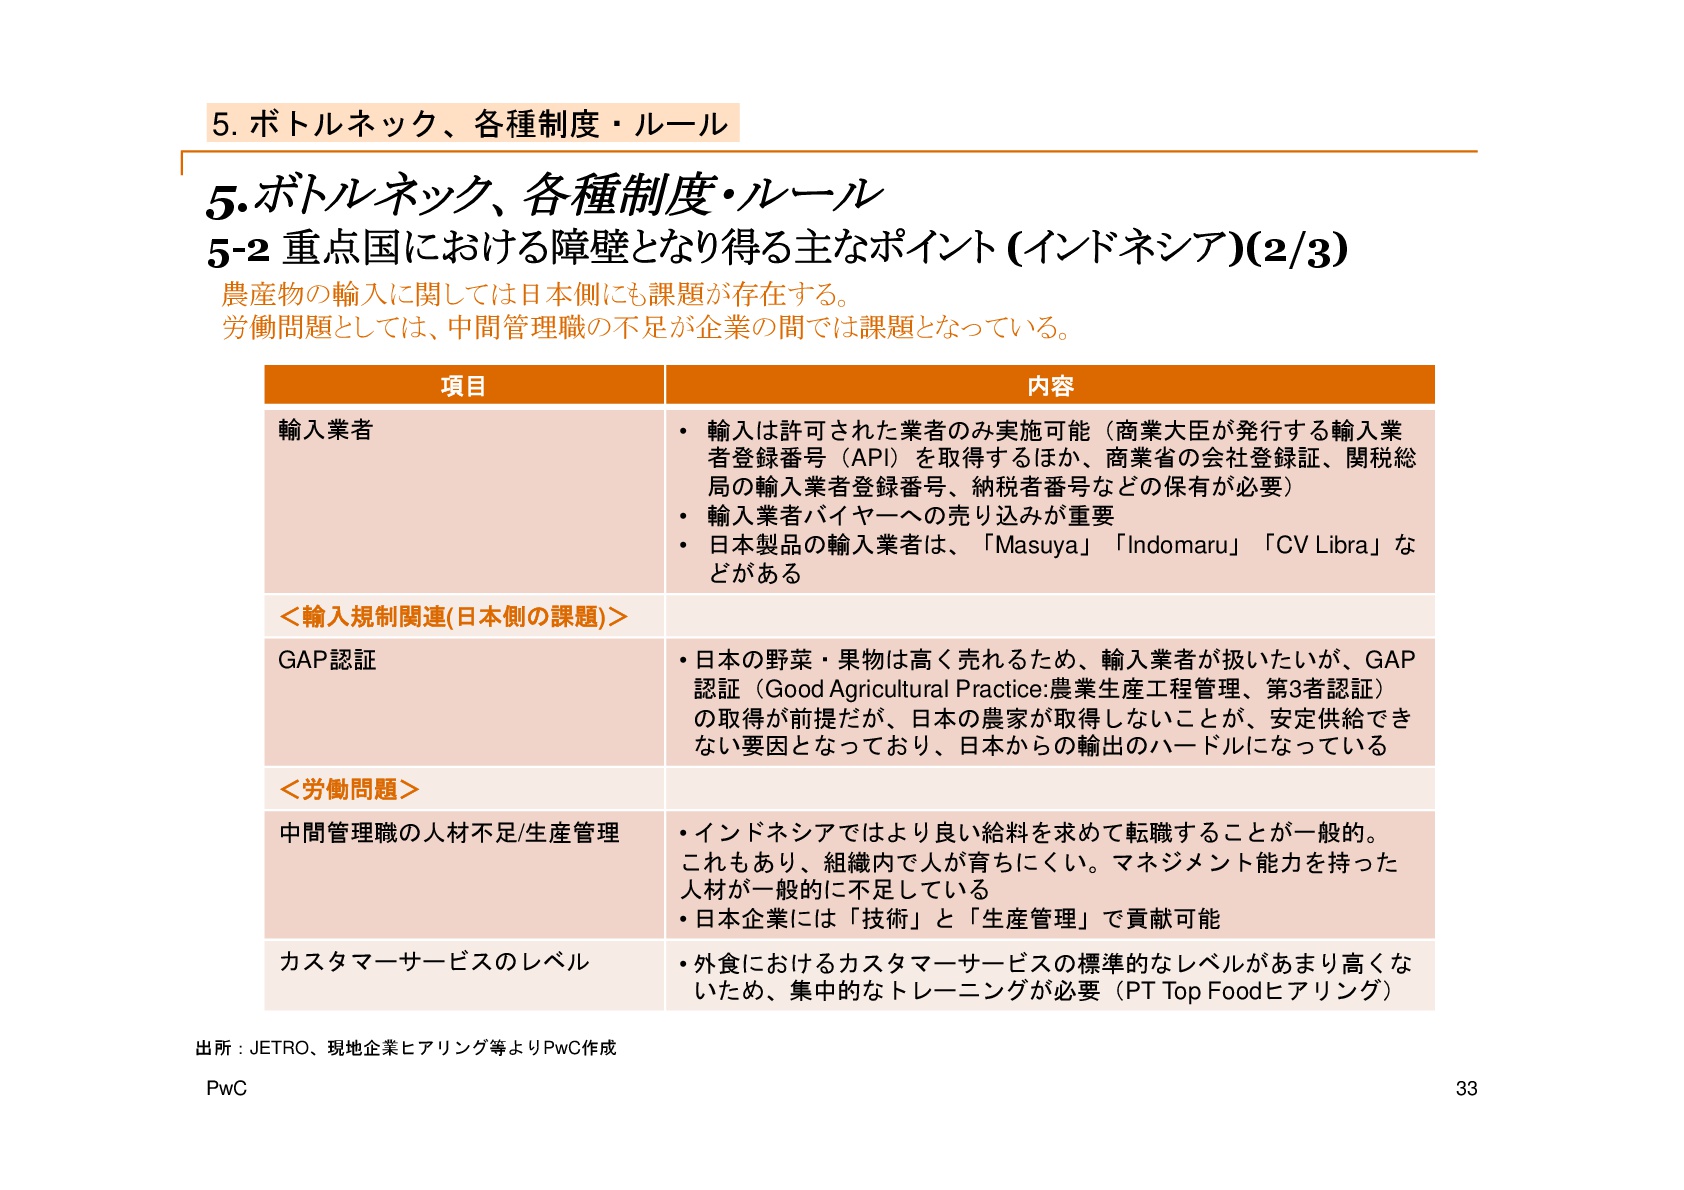 5. ボトルネック、各種制度・ルール
5.ボトルネック、各種制度・ルール
5-2 重点国における障壁となり得る主なポイント (インドネシア)(2/3)
農産物の輸入に関しては日本側にも課題が存在する。
労働問題としては、中間管理職の不足が企業の間では課題となっている。
項目
内容
輸入業者
• 輸入は許可された業者のみ実施可能（商業大臣が発行する輸入業
者登録番号（API）を取得するほか、商業省の会社登録証、関税総
局の輸入業者登録番号、納税者番号などの保有が必要）
• 輸入業者バイヤーへの売り込みが重要
• 日本製品の輸入業者は、「Masuya」「Indomaru」「CV Libra」な
どがある
＜輸入規制関連(日本側の課題)＞
GAP認証
• 日本の野菜・果物は高く売れるため、輸入業者が扱いたいが、GAP
認証（Good Agricultural Practice:農業生産工程管理、第3者認証）
の取得が前提だが、日本の農家が取得しないことが、安定供給でき
ない要因となっており、日本からの輸出のハードルになっている
＜労働問題＞
中間管理職の人材不足/生産管理
• インドネシアではより良い給料を求めて転職することが一般的。
これもあり、組織内で人が育ちにくい。マネジメント能力を持った
人材が一般的に不足している
• 日本企業には「技術」と「生産管理」で貢献可能
カスタマーサービスのレベル
• 外食におけるカスタマーサービスの標準的なレベルがあまり高くな
いため、集中的なトレーニングが必要（PT Top Foodヒアリング）
出所：JETRO、現地企業ヒアリング等よりPwC作成
PwC
33